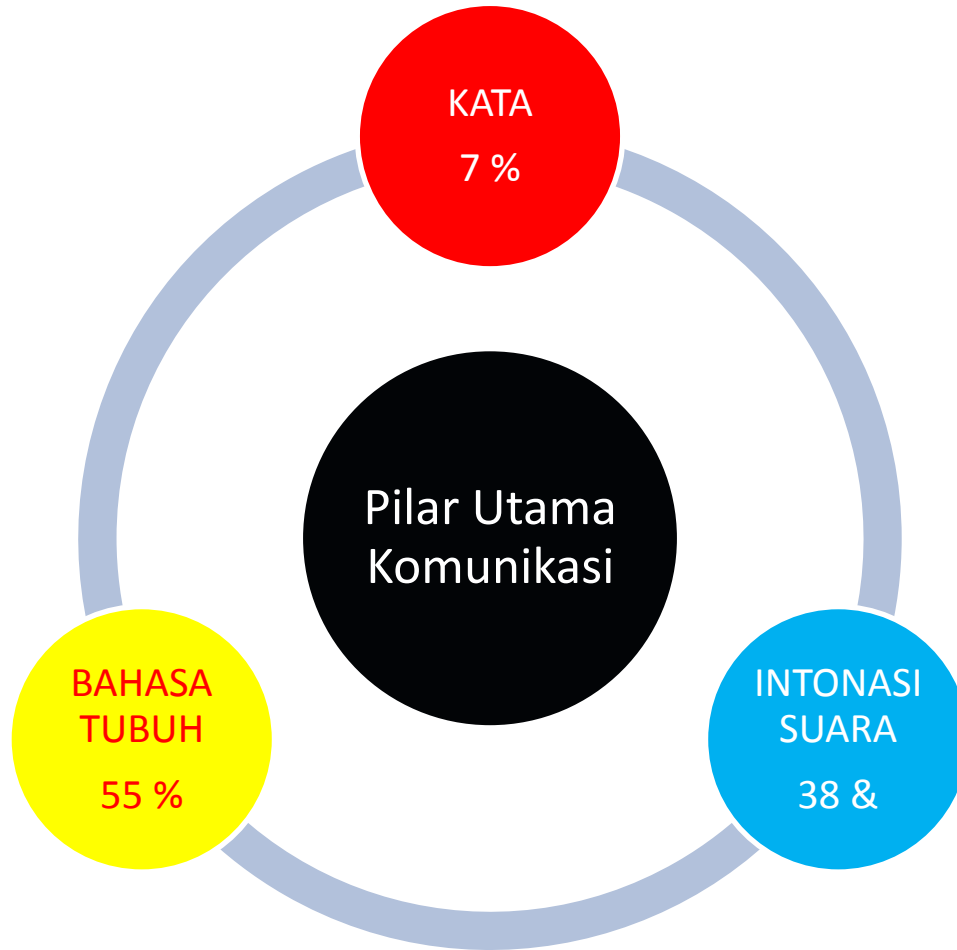 KATA
7 %
Pilar Utama
Komunikasi
BAHASA
TUBUH
55 %
INTONASI
SUARA
38 &